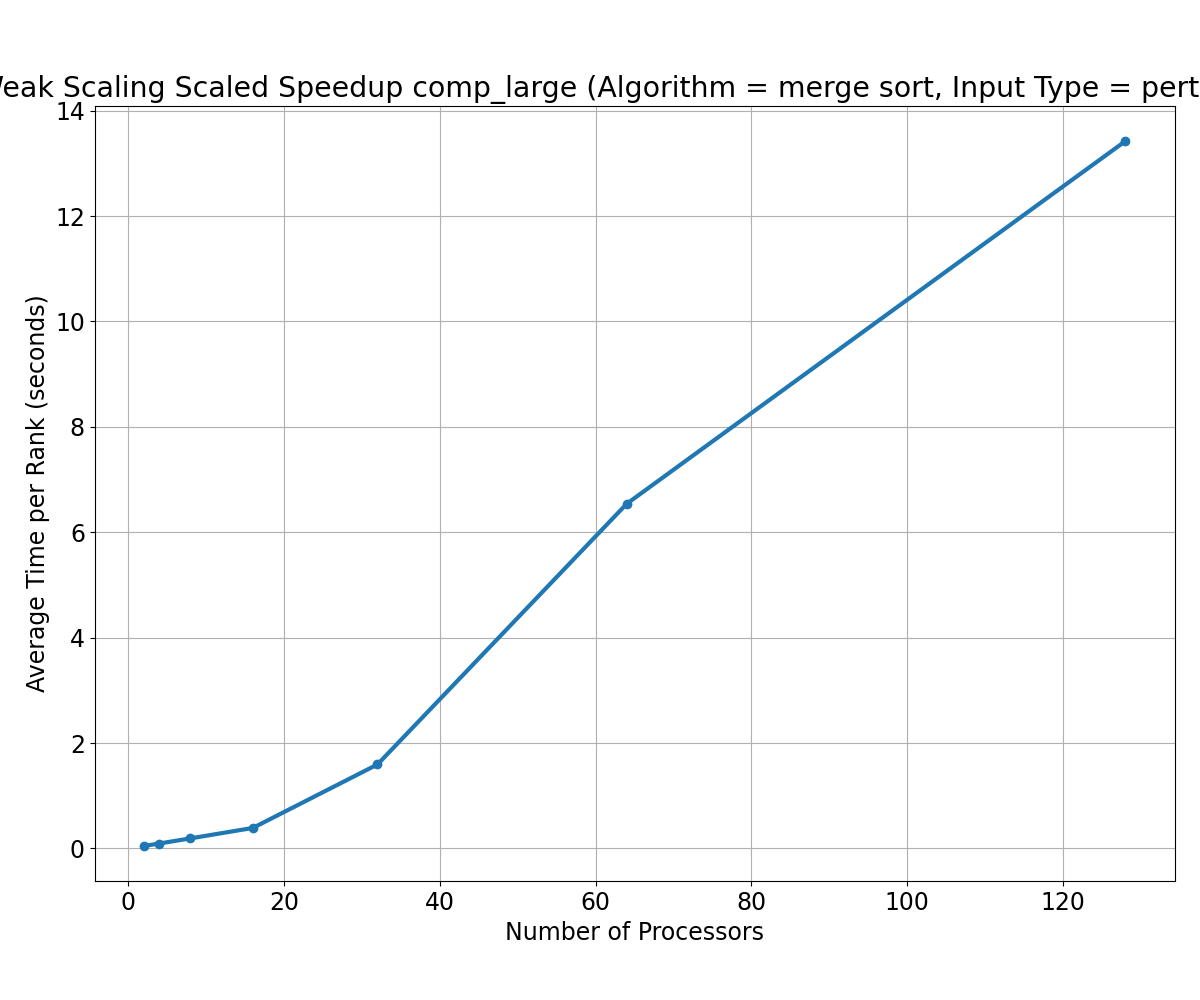 eak Scaling Scaled Speedup comp_large (Algorithm = merge sort, Input Type = pert
14
12
10
8
6
4
2
0
Average Time per Rank (seconds)
0 20 40 60 80 100 120
Number of Processors